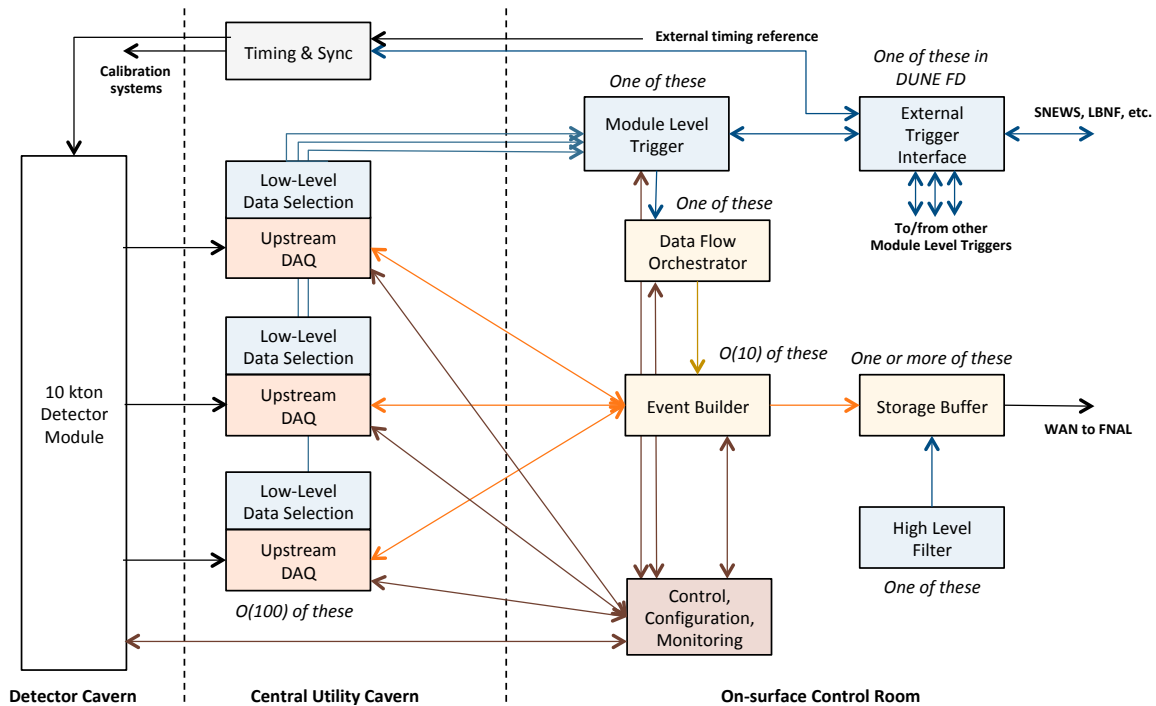 Timing & Sync
External timing reference
Calibration
systems
One of these
One of these in
DUNE FD
Module Level
Trigger
External
Trigger
Interface
SNEWS, LBNF, etc.
Low-Level
Data Selection
Upstream
DAQ
One of these
Data Flow
Orchestrator
To/from other
Module Level Triggers
Low-Level
Data Selection
Upstream
DAQ
O(10) of these
One or more of these
10 kton
Detector
Module
Event Builder
Storage Buffer
WAN to FNAL
Low-Level
Data Selection
Upstream
DAQ
O(100) of these
High Level
Filter
One of these
Control,
Configuration,
Monitoring
Detector Cavern
Central Utility Cavern
On-surface Control Room